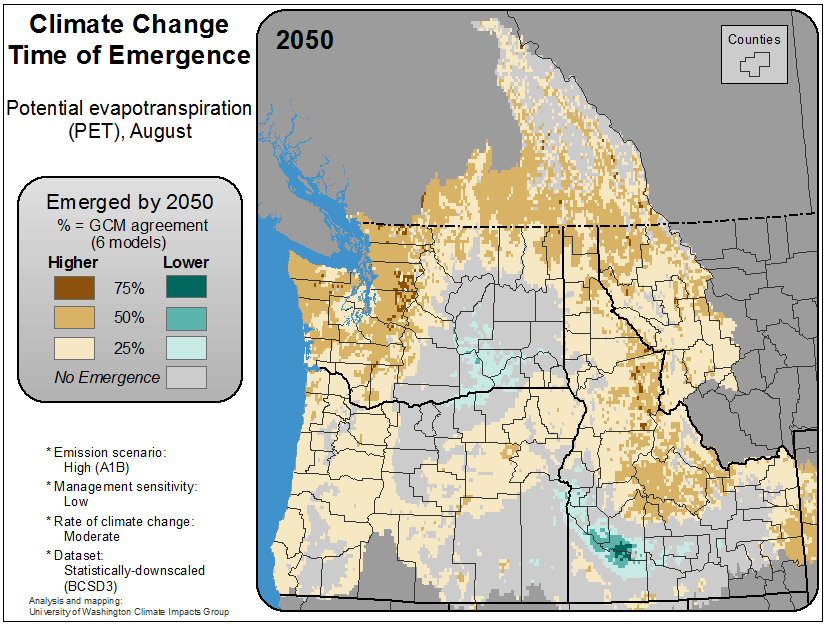 Climate Change
Time of Emergence
Potential evapotranspiration
(PET), August
Emerged by 2050
% = GCM agreement
(6 models)
Higher Lower
75%
50%
25%
No Emergence
* Emission scenario:
High (A1B)
* Management sensitivity:
Low
* Rate of climate change:
Moderate
* Dataset:
Statistically-downscaled
(BCSD3)
Analysis and mapping:
University of Washington Climate Impacts Group
2050
Counties